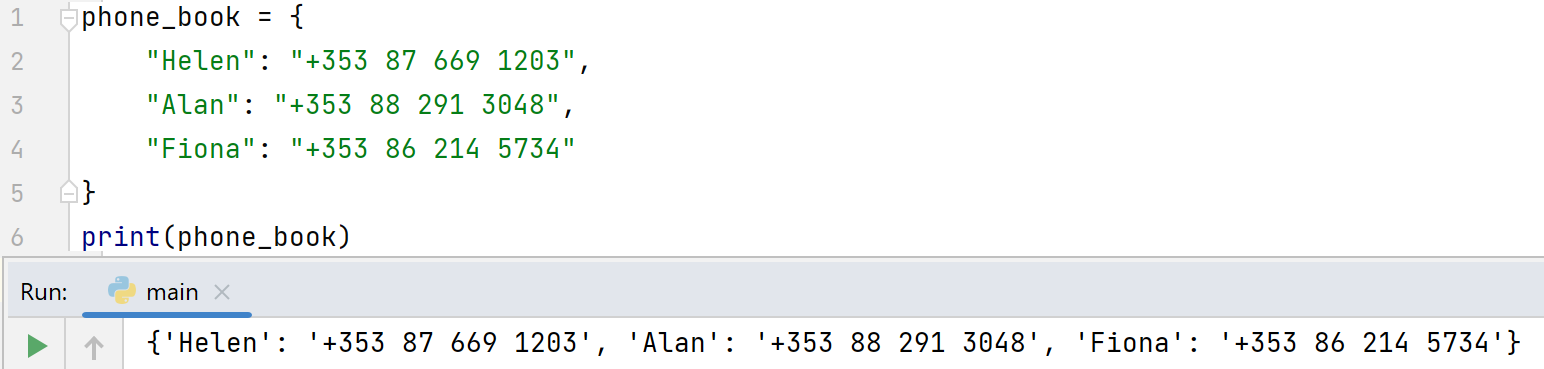 1 phone_book = {
2     "Helen": "+353 87 669 1203",
3     "Alan": "+353 88 291 3048",
4     "Fiona": "+353 86 214 5734"
5 }
6 print(phone_book)
Run: main
{'Helen': '+353 87 669 1203', 'Alan': '+353 88 291 3048', 'Fiona': '+353 86 214 5734'}